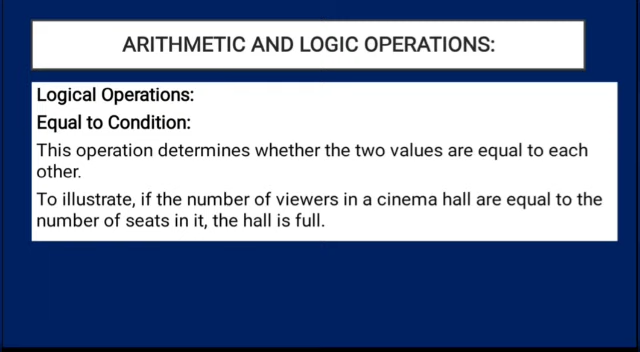 ARITHMETIC AND LOGIC OPERATIONS:
Logical Operations:
Equal to Condition:
This operation determines whether the two values are equal to each
other.
To illustrate, if the number of viewers in a cinema hall are equal to the
number of seats in it, the hall is full.